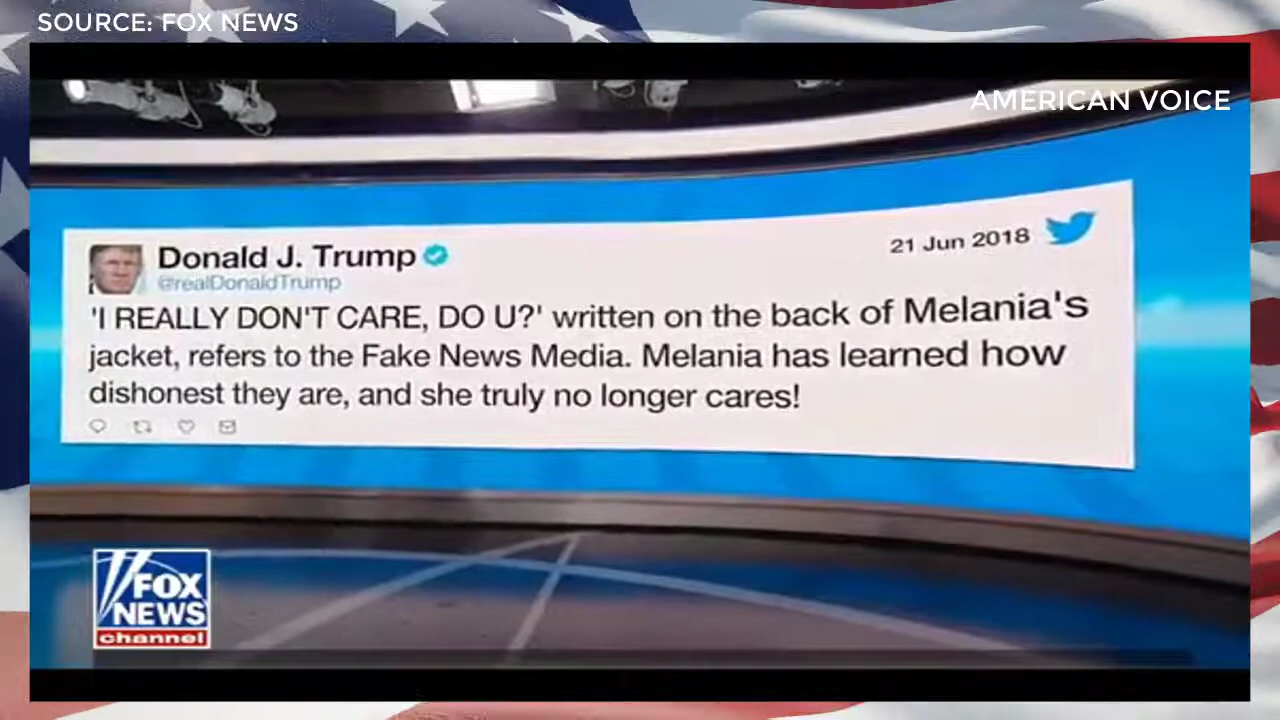 SOURCE: FOX NEWS
AMERICAN VOICE
Donald J. Trump
@realDonaldTrump
21 Jun 2018
'I REALLY DON'T CARE, DO U?' written on the back of Melania's
jacket, refers to the Fake News Media. Melania has learned how
dishonest they are, and she truly no longer cares!
FOX
NEWS
channel